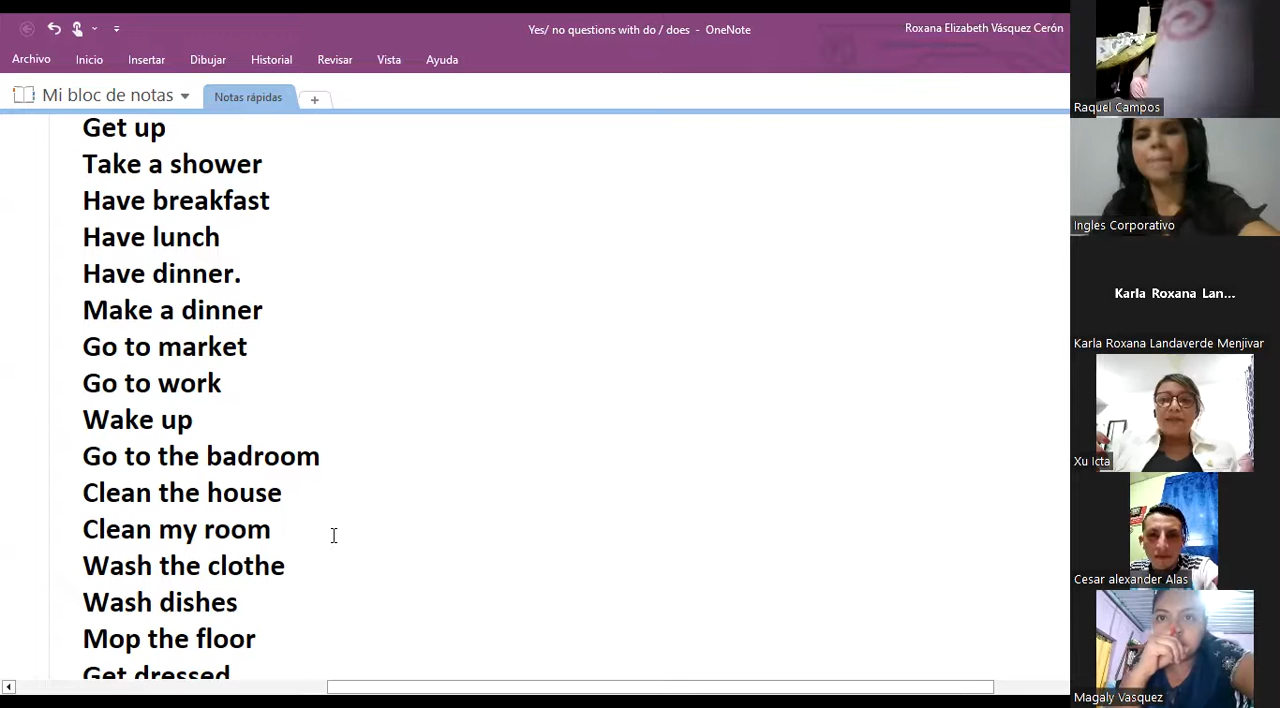 Yes/ no questions with do / does - OneNote
Roxana Elizabeth Vásquez Cerón
Archivo Inicio Insertar Dibujar Historial Revisar Vista Ayuda
Mi bloc de notas
Notas rápidas
+
Get up
Take a shower
Have breakfast
Have lunch
Have dinner.
Make a dinner
Go to market
Go to work
Wake up
Go to the badroom
Clean the house
Clean my room
Wash the clothe
Wash dishes
Mop the floor
Get dressed
Raquel Campos
Ingles Corporativo
Karla Roxana Lan...
Karla Roxana Landaverde Menjivar
Xu Icta
Cesar alexander Alas
Magaly Vasquez